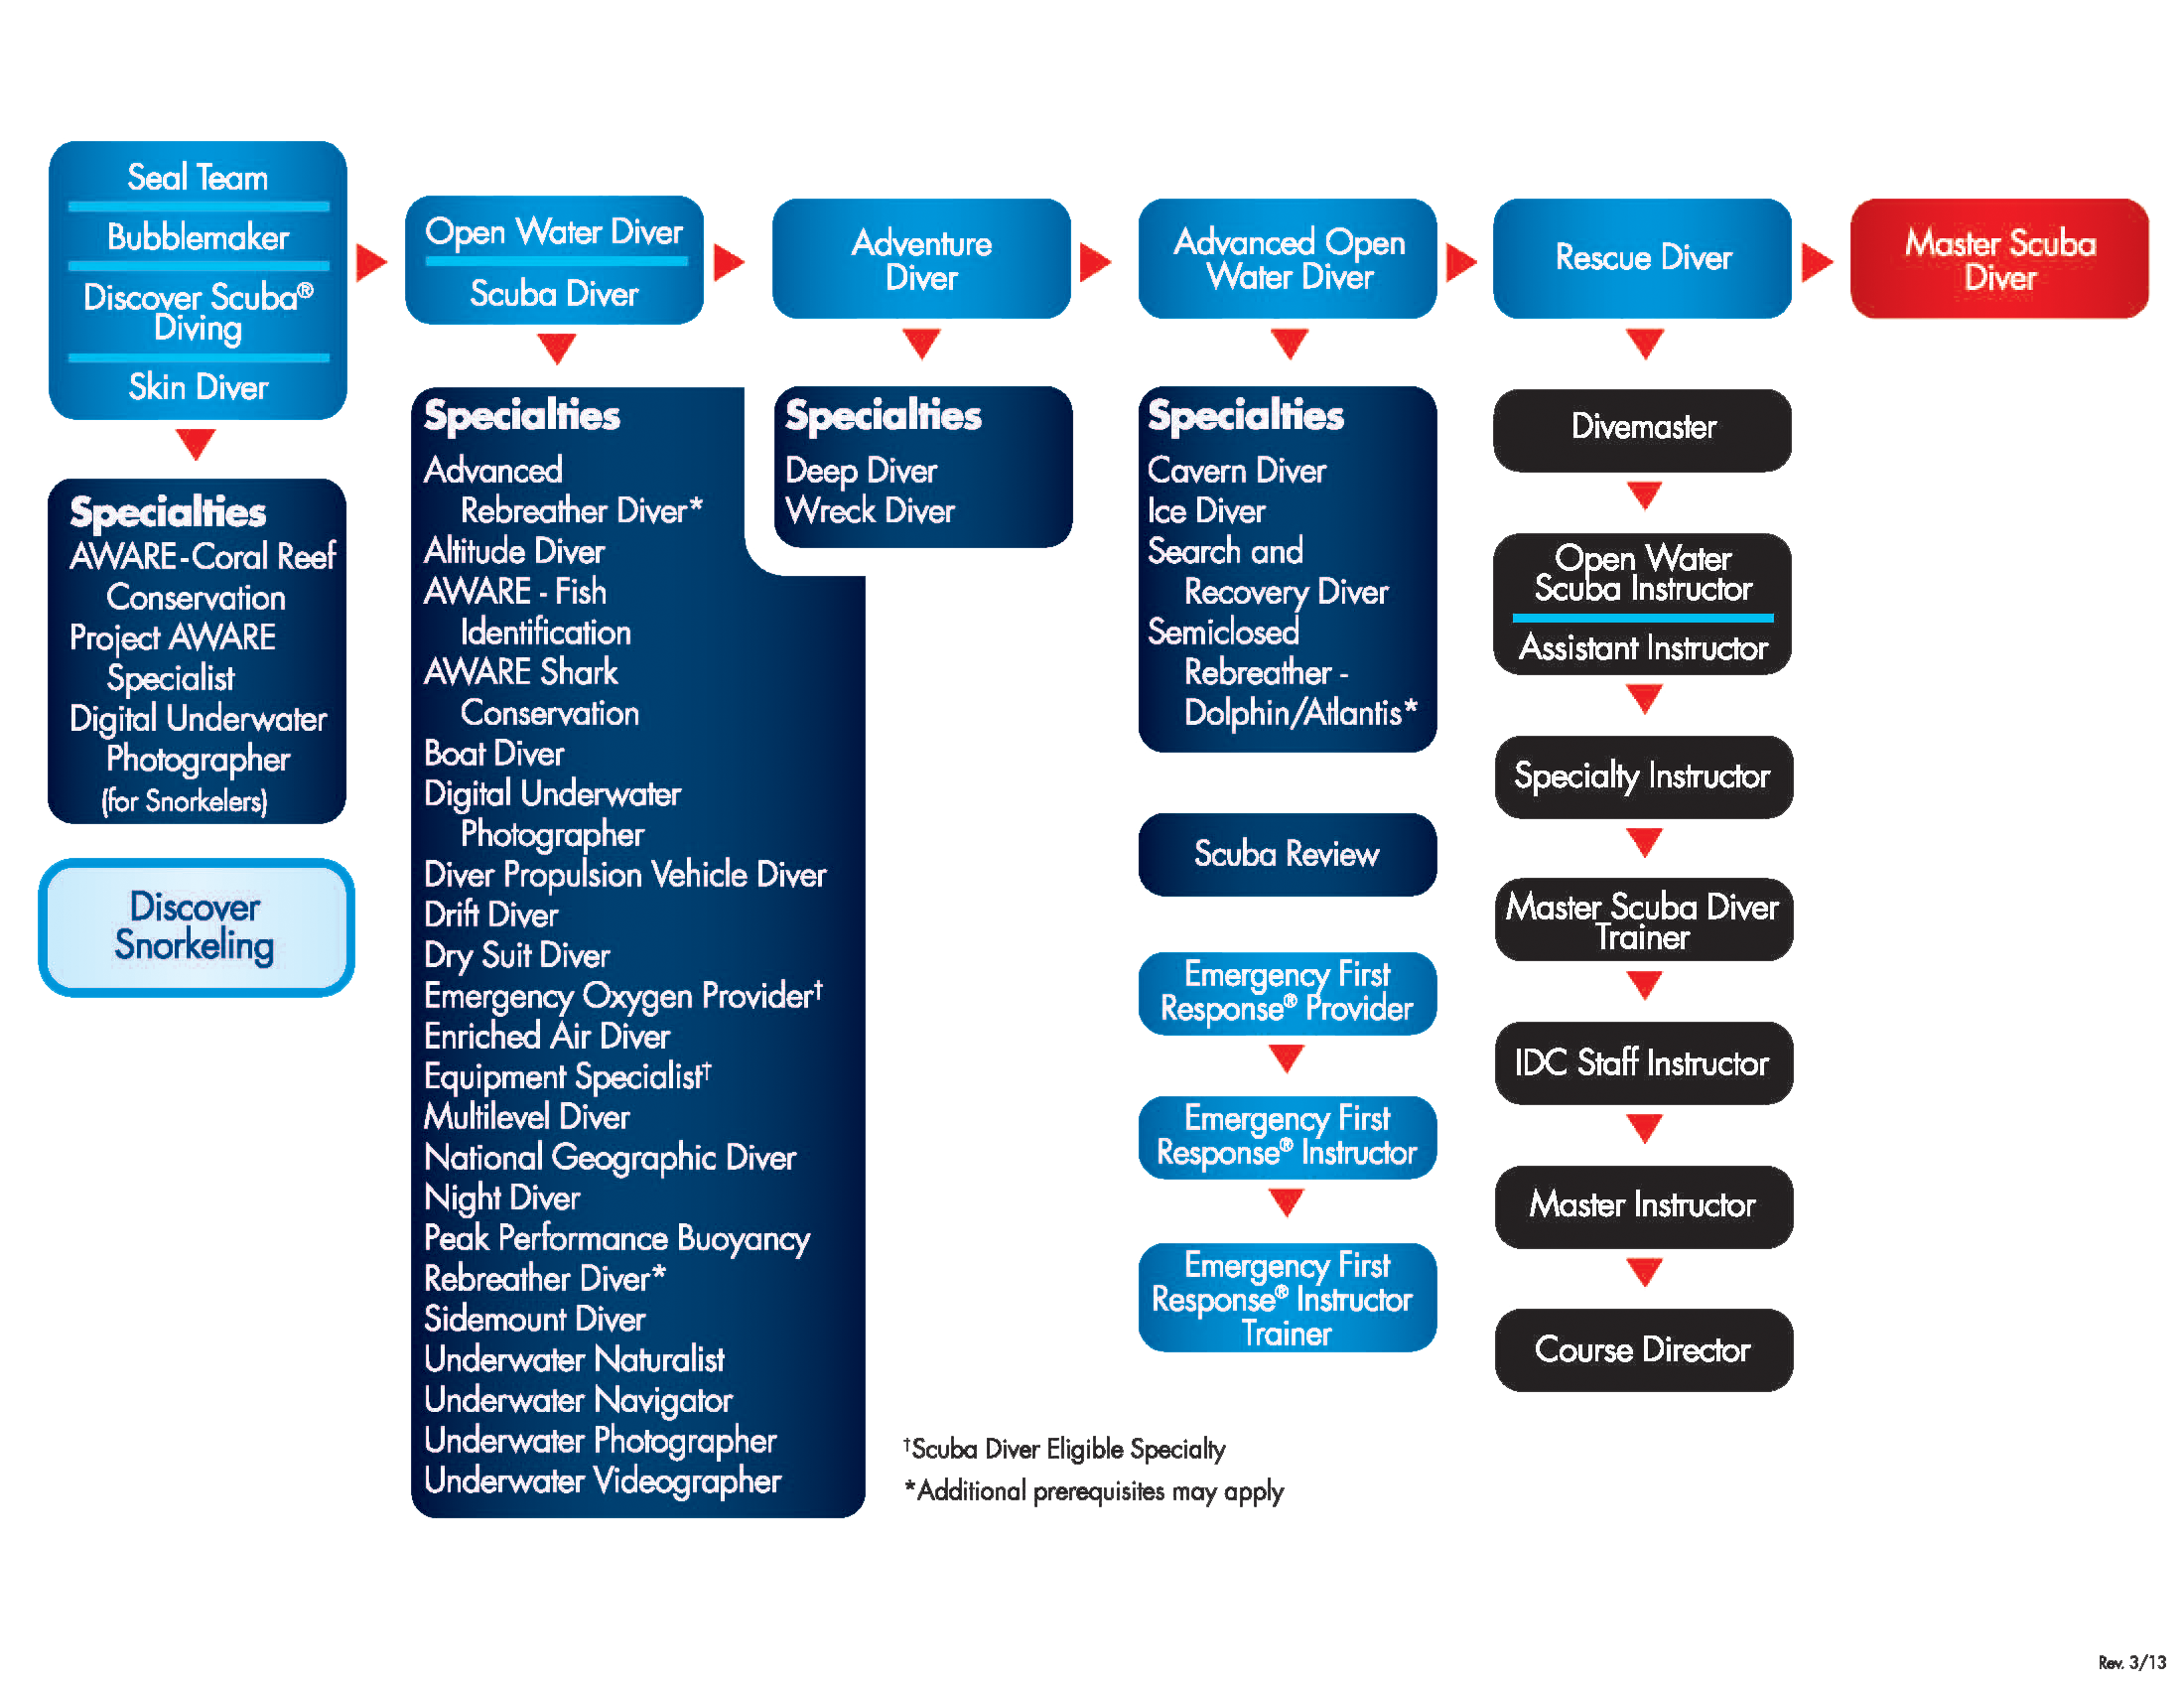 Seal Team
Bubblemaker
Discover Scuba®
Diving
Skin Diver
Specialties
AWARE-Coral Reef
Conservation
Project AWARE
Specialist
Digital Underwater
Photographer
(for Snorkelers)
Discover
Snorkeling
Open Water Diver
Scuba Diver
Specialties
Advanced
Rebreather Diver*
Altitude Diver
AWARE - Fish
Identification
AWARE Shark
Conservation
Boat Diver
Digital Underwater
Photographer
Diver Propulsion Vehicle Diver
Drift Diver
Dry Suit Diver
Emergency Oxygen Provider†
Enriched Air Diver
Equipment Specialist†
Multilevel Diver
National Geographic Diver
Night Diver
Peak Performance Buoyancy
Rebreather Diver*
Sidemount Diver
Underwater Naturalist
Underwater Navigator
Underwater Photographer
Underwater Videographer
Adventure
Diver
Specialties
Deep Diver
Wreck Diver
Advanced Open
Water Diver
Specialties
Cavern Diver
Ice Diver
Search and
Recovery Diver
Semiclosed
Rebreather -
Dolphin/Atlantis*
Scuba Review
Emergency First
Response® Provider
Emergency First
Response® Instructor
Emergency First
Response® Instructor
Trainer
†Scuba Diver Eligible Specialty
*Additional prerequisites may apply
Rescue Diver
Divemaster
Open Water
Scuba Instructor
Assistant Instructor
Specialty Instructor
Master Scuba Diver
Trainer
IDC Staff Instructor
Master Instructor
Course Director
Master Scuba
Diver
Rev. 3/13